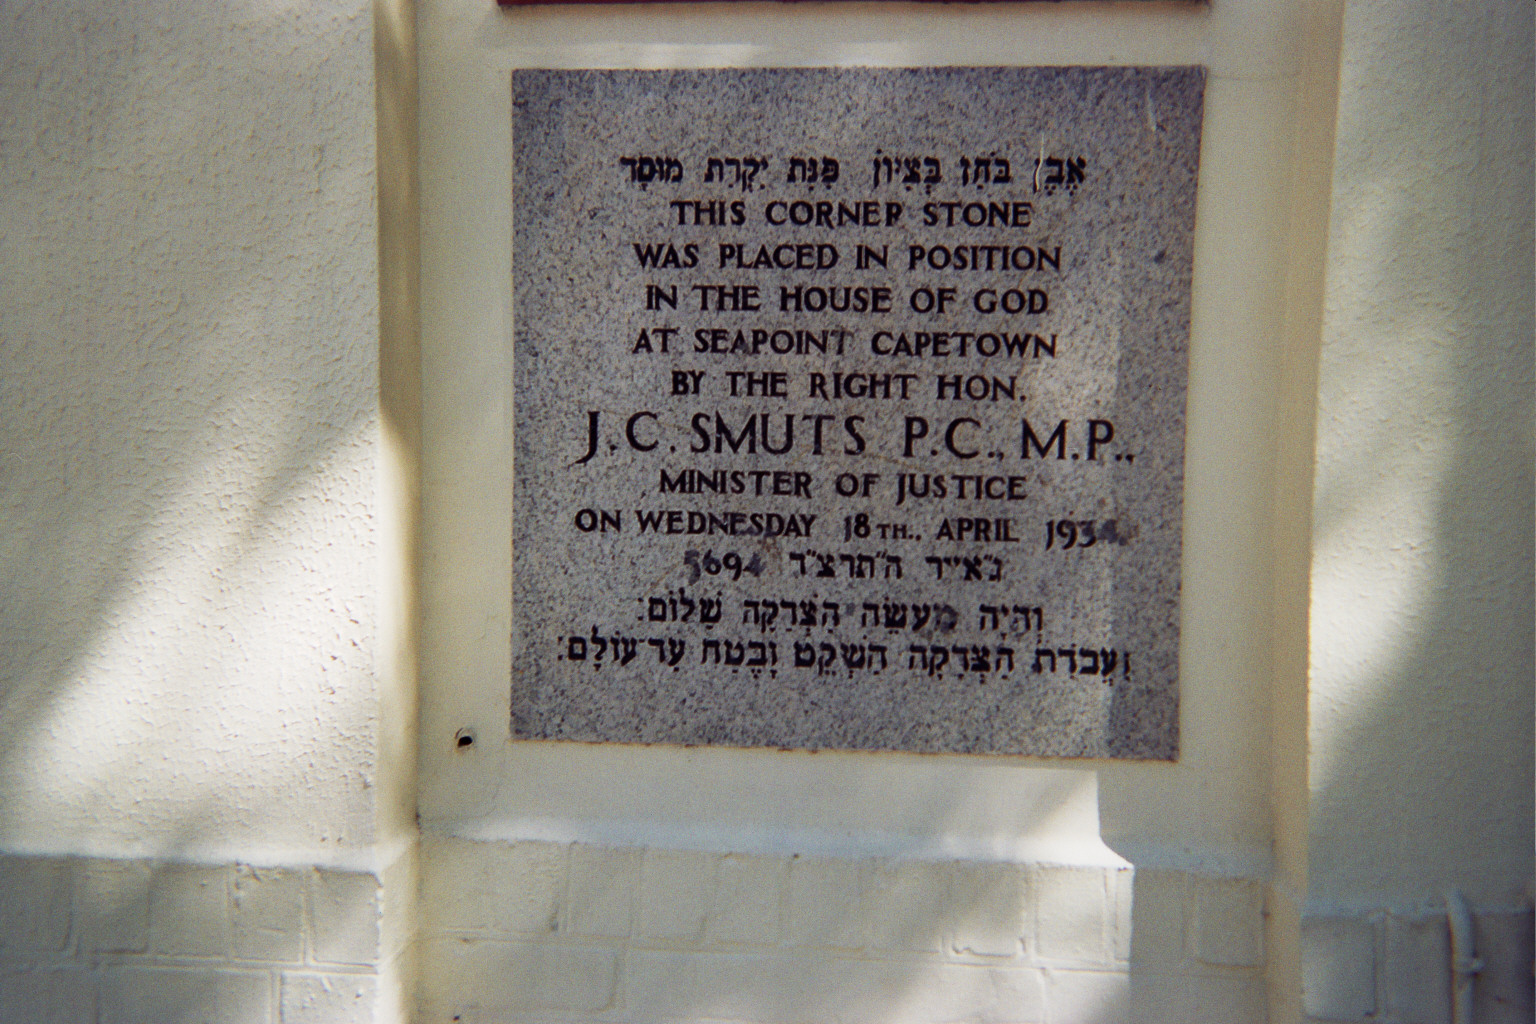 אֶבֶן בֹּחַן בְּצִיּוֹן פִּנַּת יִקְרַת מוּסָד
THIS CORNER STONE
WAS PLACED IN POSITION
IN THE HOUSE OF GOD
AT SEAPOINT CAPETOWN
BY THE RIGHT HON.
J.C. SMUTS P.C., M.P.,
MINISTER OF JUSTICE
ON WEDNESDAY 18TH., APRIL 1934
ג׳אייר ה״תרצ״ד 5694
וְהָיָה מַעֲשֵׂה הַצְּדָקָה שָׁלוֹם:
וַעֲבֹדַת הַצְּדָקָה הַשְׁקֵט וָבֶטַח עַד־עוֹלָם: